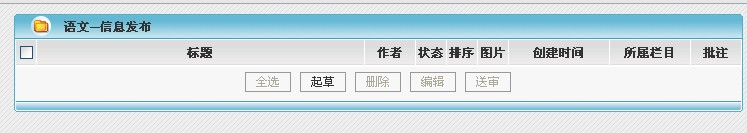 语文--信息发布
标题 作者 状态 排序 图片 创建时间 所属栏目 批注
全选 起草 删除 编辑 送审